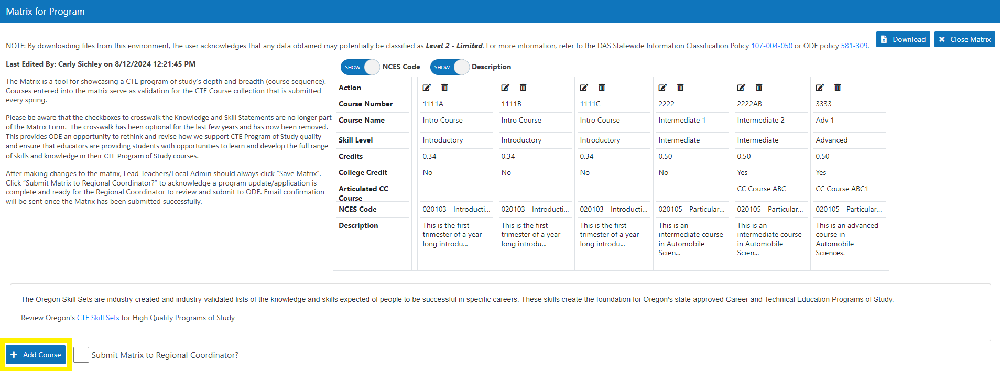 Matrix for Program
NOTE: By downloading files from this environment, the user acknowledges that any data obtained may potentially be classified as Level 2 - Limited. For more information, refer to the DAS Statewide Information Classification Policy 107-004-050 or ODE policy 581-309.
Download
Close Matrix
Last Edited By: Carly Sichley on 8/12/2024 12:21:45 PM
The Matrix is a tool for showcasing a CTE program of study's depth and breadth (course sequence).
Courses entered into the matrix serve as validation for the CTE Course collection that is submitted
every spring.
Please be aware that the checkboxes to crosswalk the Knowledge and Skill Statements are no longer part
of the Matrix Form.  The crosswalk has been optional for the last few years and has now been removed.
This provides ODE an opportunity to rethink and revise how we support CTE Program of Study quality
and ensure that educators are providing students with opportunities to learn and develop the full range
of skills and knowledge in their CTE Program of Study courses.
After making changes to the matrix, Lead Teachers/Local Admin should always click “Save Matrix”.
Click “Submit Matrix to Regional Coordinator?” to acknowledge a program update/application is
complete and ready for the Regional Coordinator to review and submit to ODE. Email confirmation
will be sent once the Matrix has been submitted successfully.
SHOW NCES Code SHOW Description
Action
Course Number 1111A 1111B 1111C 2222 2222AB 3333
Course Name Intro Course Intro Course Intro Course Intermediate 1 Intermediate 2 Adv 1
Skill Level Introductory Introductory Introductory Intermediate Intermediate Advanced
Credits 0.34 0.34 0.34 0.50 0.50 0.50
College Credit No No No No Yes Yes
Articulated CC CC Course ABC CC Course ABC1
Course
NCES Code 020103 - Introducti... 020103 - Introducti... 020103 - Introducti... 020105 - Particular... 020105 - Particular... 020105 - Particular...
Description This is the first This is the first This is the first This is an This is an This is an advanced
trimester of a year trimester of a year trimester of a year intermediate course intermediate course course in
long introdu... long introdu... long introdu... in Automobile in Automobile Automobile
Scien... Scien... Sciences.
The Oregon Skill Sets are industry-created and industry-validated lists of the knowledge and skills expected of people to be successful in specific careers. These skills create the foundation for Oregon's state-approved Career and Technical Education Programs of Study.
Review Oregon's CTE Skill Sets for High Quality Programs of Study
+ Add Course
Submit Matrix to Regional Coordinator?